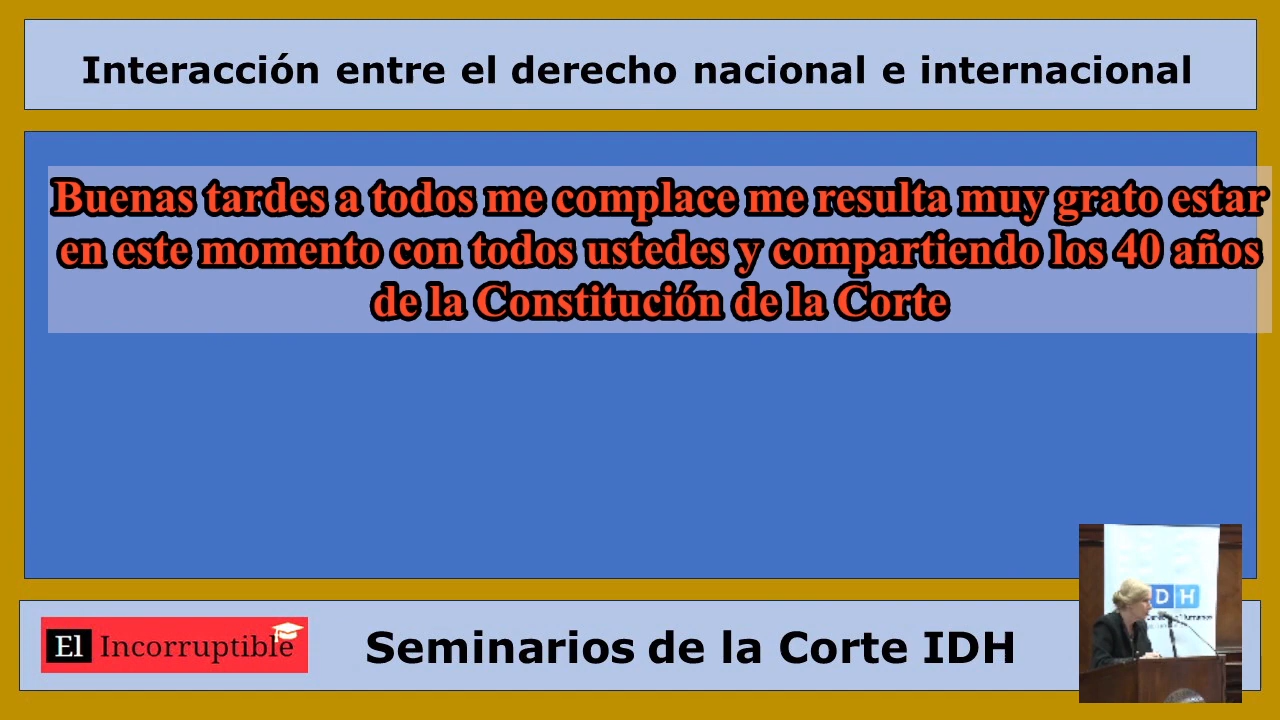 Interacción entre el derecho nacional e internacional
Buenas tardes a todos me complace me resulta muy grato estar
en este momento con todos ustedes y compartiendo los 40 años
de la Constitución de la Corte
El Incorruptible
Seminarios de la Corte IDH
DH